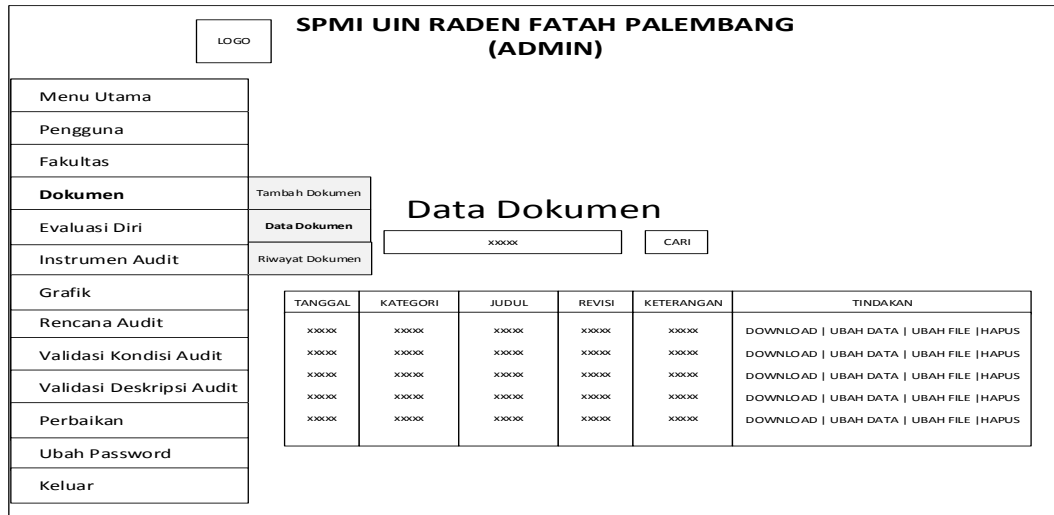 LOGO
SPMI UIN RADEN FATAH PALEMBANG
(ADMIN)
Menu Utama
Pengguna
Fakultas
Dokumen
Evaluasi Diri
Instrumen Audit
Grafik
Rencana Audit
Validasi Kondisi Audit
Validasi Deskripsi Audit
Perbaikan
Ubah Password
Keluar
Tambah Dokumen
Data Dokumen
Riwayat Dokumen
Data Dokumen
xxxxx CARI
TANGGAL KATEGORI JUDUL REVISI KETERANGAN TINDAKAN
xxxxx xxxxx xxxxx xxxxx xxxxx DOWNLOAD | UBAH DATA | UBAH FILE |HAPUS
xxxxx xxxxx xxxxx xxxxx xxxxx DOWNLOAD | UBAH DATA | UBAH FILE |HAPUS
xxxxx xxxxx xxxxx xxxxx xxxxx DOWNLOAD | UBAH DATA | UBAH FILE |HAPUS
xxxxx xxxxx xxxxx xxxxx xxxxx DOWNLOAD | UBAH DATA | UBAH FILE |HAPUS
xxxxx xxxxx xxxxx xxxxx xxxxx DOWNLOAD | UBAH DATA | UBAH FILE |HAPUS